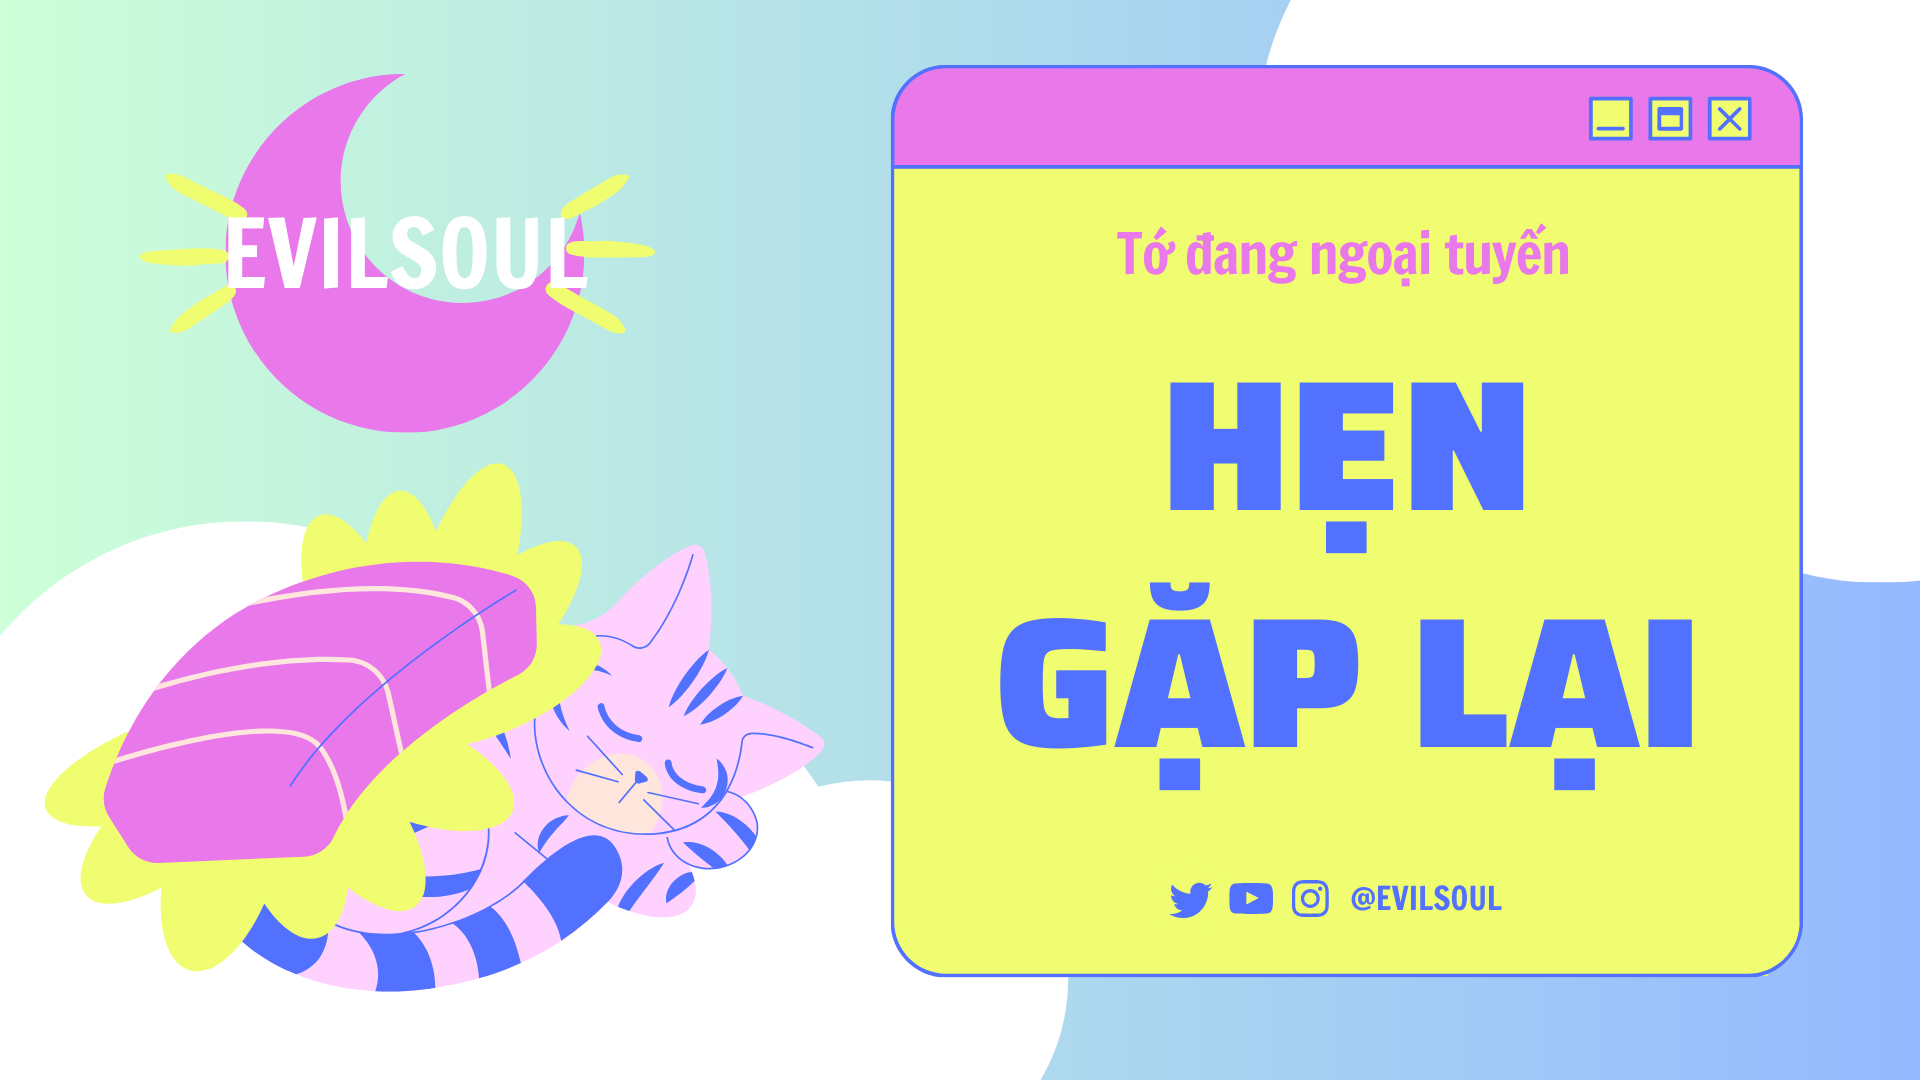 EVILSOUL
Tớ đang ngoại tuyến
HẸN
GẶP LẠI
@EVILSOUL